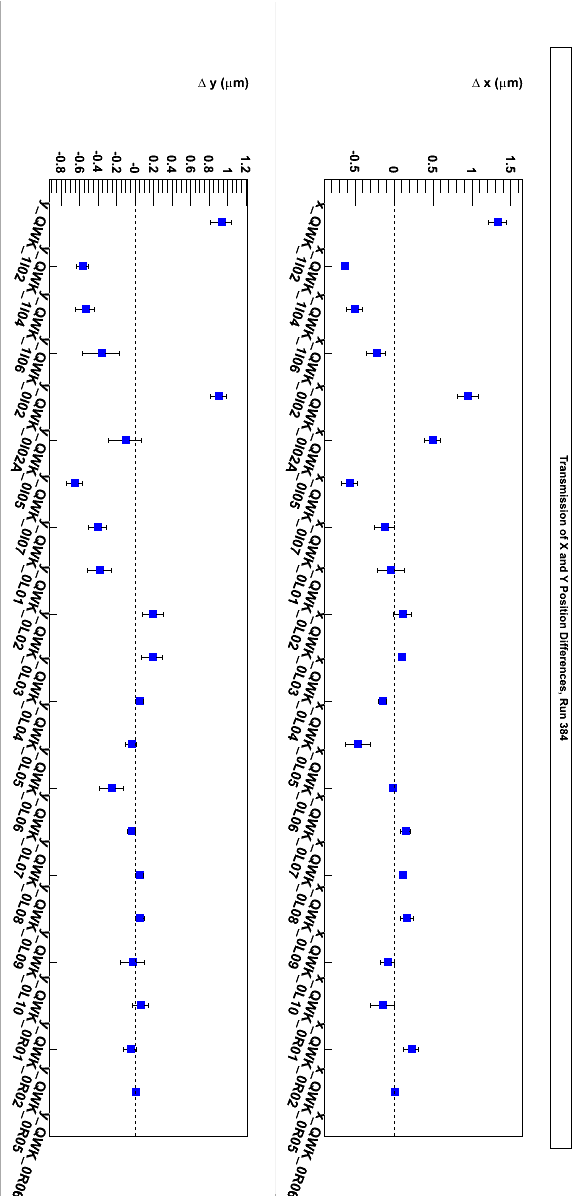 Transmission of X and Y Position Differences, Run 384
Δ x (μm)
1.5
1
0.5
0
-0.5
x_QWK_1I02
x_QWK_1I04
x_QWK_1I06
x_QWK_0I02
x_QWK_0I02A
x_QWK_0I05
x_QWK_0I07
x_QWK_0L01
x_QWK_0L02
x_QWK_0L03
x_QWK_0L04
x_QWK_0L05
x_QWK_0L06
x_QWK_0L07
x_QWK_0L08
x_QWK_0L09
x_QWK_0L10
x_QWK_0R01
x_QWK_0R02
x_QWK_0R05
x_QWK_0R06
Δ y (μm)
1.2
1
0.8
0.6
0.4
0.2
-0
-0.2
-0.4
-0.6
-0.8
y_QWK_1I02
y_QWK_1I04
y_QWK_1I06
y_QWK_0I02
y_QWK_0I02A
y_QWK_0I05
y_QWK_0I07
y_QWK_0L01
y_QWK_0L02
y_QWK_0L03
y_QWK_0L04
y_QWK_0L05
y_QWK_0L06
y_QWK_0L07
y_QWK_0L08
y_QWK_0L09
y_QWK_0L10
y_QWK_0R01
y_QWK_0R02
y_QWK_0R05
y_QWK_0R06